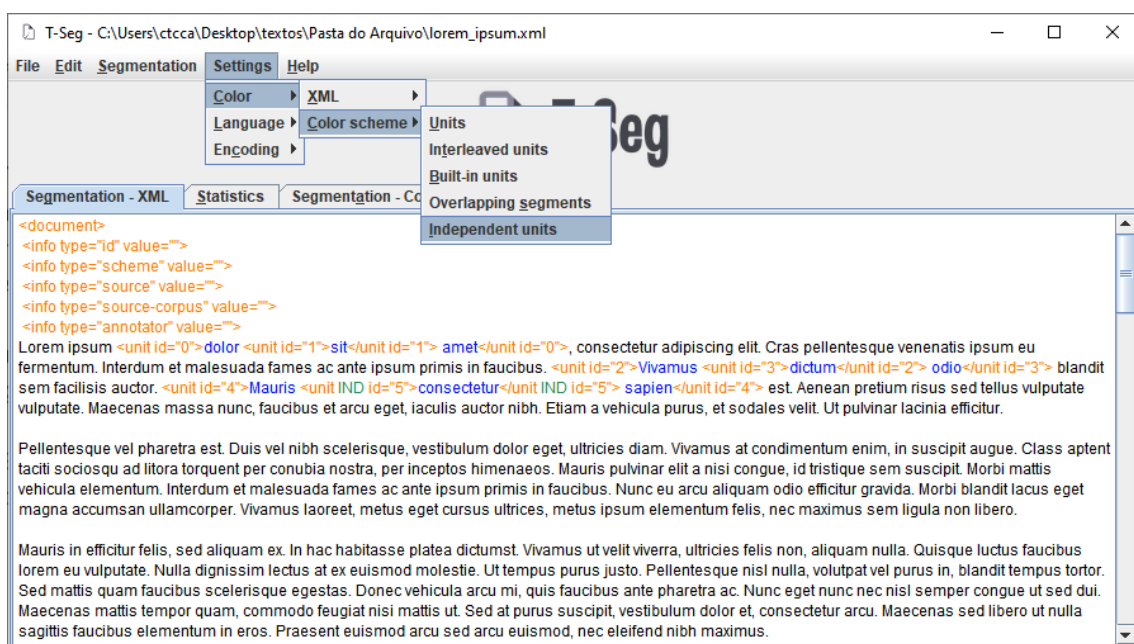 T-Seg - C:\Users\ctcca\Desktop\textos\Pasta do Arquivo\lorem_ipsum.xml
File Edit Segmentation Settings Help
Color XML
Language Color scheme Units
Encoding Interleaved units
Built-in units
Overlapping segments
Independent units
eg
Segmentation - XML Statistics Segmentation - Co
<document>
<info type="id" value="">
<info type="scheme" value="">
<info type="source" value="">
<info type="source-corpus" value="">
<info type="annotator" value="">
Lorem ipsum <unit id="0">dolor <unit id="1">sit</unit id="1"> amet</unit id="0">, consectetur adipiscing elit. Cras pellentesque venenatis ipsum eu
fermentum. Interdum et malesuada fames ac ante ipsum primis in faucibus. <unit id="2">Vivamus <unit id="3">dictum</unit id="2"> odio</unit id="3"> blandit
sem facilisis auctor. <unit id="4">Mauris <unit IND id="5">consectetur</unit IND id="5"> sapien</unit id="4"> est. Aenean pretium risus sed tellus vulputate
vulputate. Maecenas massa nunc, faucibus et arcu eget, iaculis auctor nibh. Etiam a vehicula purus, et sodales velit. Ut pulvinar lacinia efficitur.
Pellentesque vel pharetra est. Duis vel nibh scelerisque, vestibulum dolor eget, ultricies diam. Vivamus at condimentum enim, in suscipit augue. Class aptent
taciti sociosqu ad litora torquent per conubia nostra, per inceptos himenaeos. Mauris pulvinar elit a nisi congue, id tristique sem suscipit. Morbi mattis
vehicula elementum. Interdum et malesuada fames ac ante ipsum primis in faucibus. Nunc eu arcu aliquam odio efficitur gravida. Morbi blandit lacus eget
magna accumsan ullamcorper. Vivamus laoreet, metus eget cursus ultrices, metus ipsum elementum felis, nec maximus sem ligula non libero.
Mauris in efficitur felis, sed aliquam ex. In hac habitasse platea dictumst. Vivamus ut velit viverra, ultricies felis non, aliquam nulla. Quisque luctus faucibus
lorem eu vulputate. Nulla dignissim lectus at ex euismod molestie. Ut tempus purus justo. Pellentesque nisl nulla, volutpat vel purus in, blandit tempus tortor.
Sed mattis quam faucibus scelerisque egestas. Donec vehicula arcu mi, quis faucibus ante pharetra ac. Nunc eget nunc nec nisl semper congue ut sed dui.
Maecenas mattis tempor quam, commodo feugiat nisi mattis ut. Sed at purus suscipit, vestibulum dolor et, consectetur arcu. Maecenas sed libero ut nulla
sagittis faucibus elementum in eros. Praesent euismod arcu sed arcu euismod, nec eleifend nibh maximus.